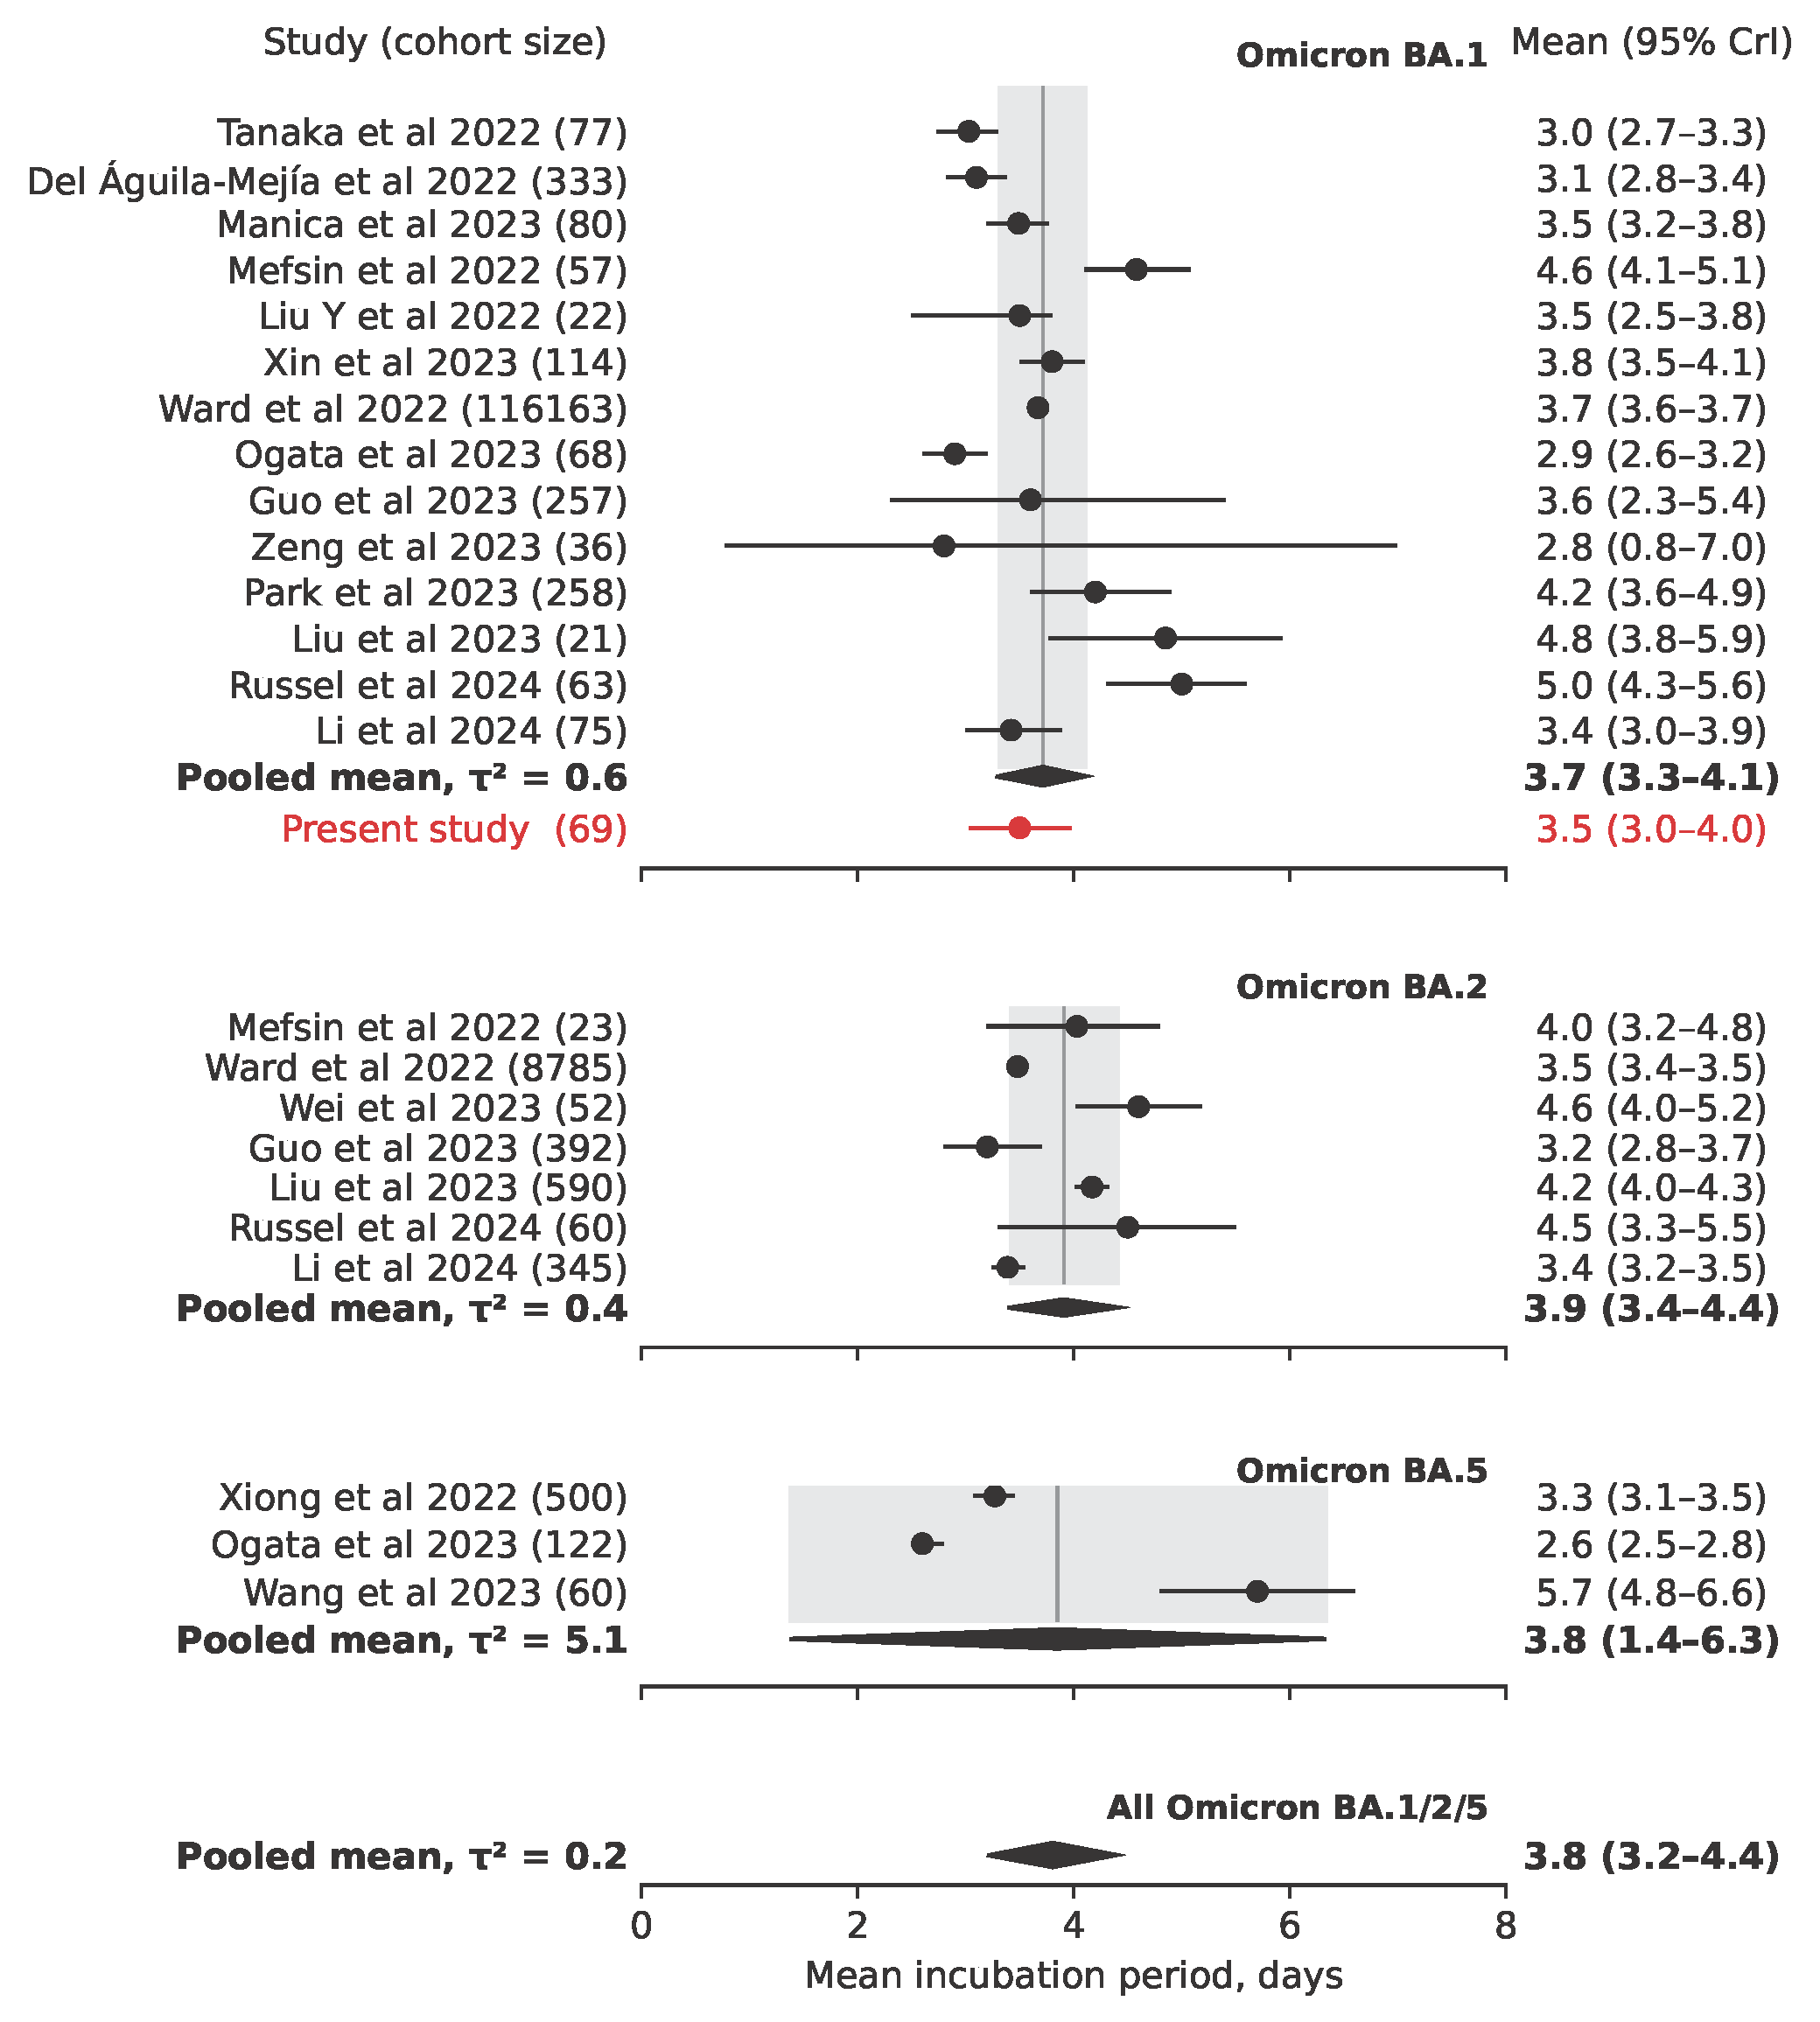 Study (cohort size) Omicron BA.1 Mean (95% CrI)
Tanaka et al 2022 (77) 3.0 (2.7–3.3)
Del Águila-Mejía et al 2022 (333) 3.1 (2.8–3.4)
Manica et al 2023 (80) 3.5 (3.2–3.8)
Mefsin et al 2022 (57) 4.6 (4.1–5.1)
Liu Y et al 2022 (22) 3.5 (2.5–3.8)
Xin et al 2023 (114) 3.8 (3.5–4.1)
Ward et al 2022 (116163) 3.7 (3.6–3.7)
Ogata et al 2023 (68) 2.9 (2.6–3.2)
Guo et al 2023 (257) 3.6 (2.3–5.4)
Zeng et al 2023 (36) 2.8 (0.8–7.0)
Park et al 2023 (258) 4.2 (3.6–4.9)
Liu et al 2023 (21) 4.8 (3.8–5.9)
Russel et al 2024 (63) 5.0 (4.3–5.6)
Li et al 2024 (75) 3.4 (3.0–3.9)
Pooled mean, τ² = 0.6 3.7 (3.3–4.1)
Present study (69) 3.5 (3.0–4.0)
Omicron BA.2
Mefsin et al 2022 (23) 4.0 (3.2–4.8)
Ward et al 2022 (8785) 3.5 (3.4–3.5)
Wei et al 2023 (52) 4.6 (4.0–5.2)
Guo et al 2023 (392) 3.2 (2.8–3.7)
Liu et al 2023 (590) 4.2 (4.0–4.3)
Russel et al 2024 (60) 4.5 (3.3–5.5)
Li et al 2024 (345) 3.4 (3.2–3.5)
Pooled mean, τ² = 0.4 3.9 (3.4–4.4)
Omicron BA.5
Xiong et al 2022 (500) 3.3 (3.1–3.5)
Ogata et al 2023 (122) 2.6 (2.5–2.8)
Wang et al 2023 (60) 5.7 (4.8–6.6)
Pooled mean, τ² = 5.1 3.8 (1.4–6.3)
All Omicron BA.1/2/5
Pooled mean, τ² = 0.2 3.8 (3.2–4.4)
0 2 4 6 8
Mean incubation period, days